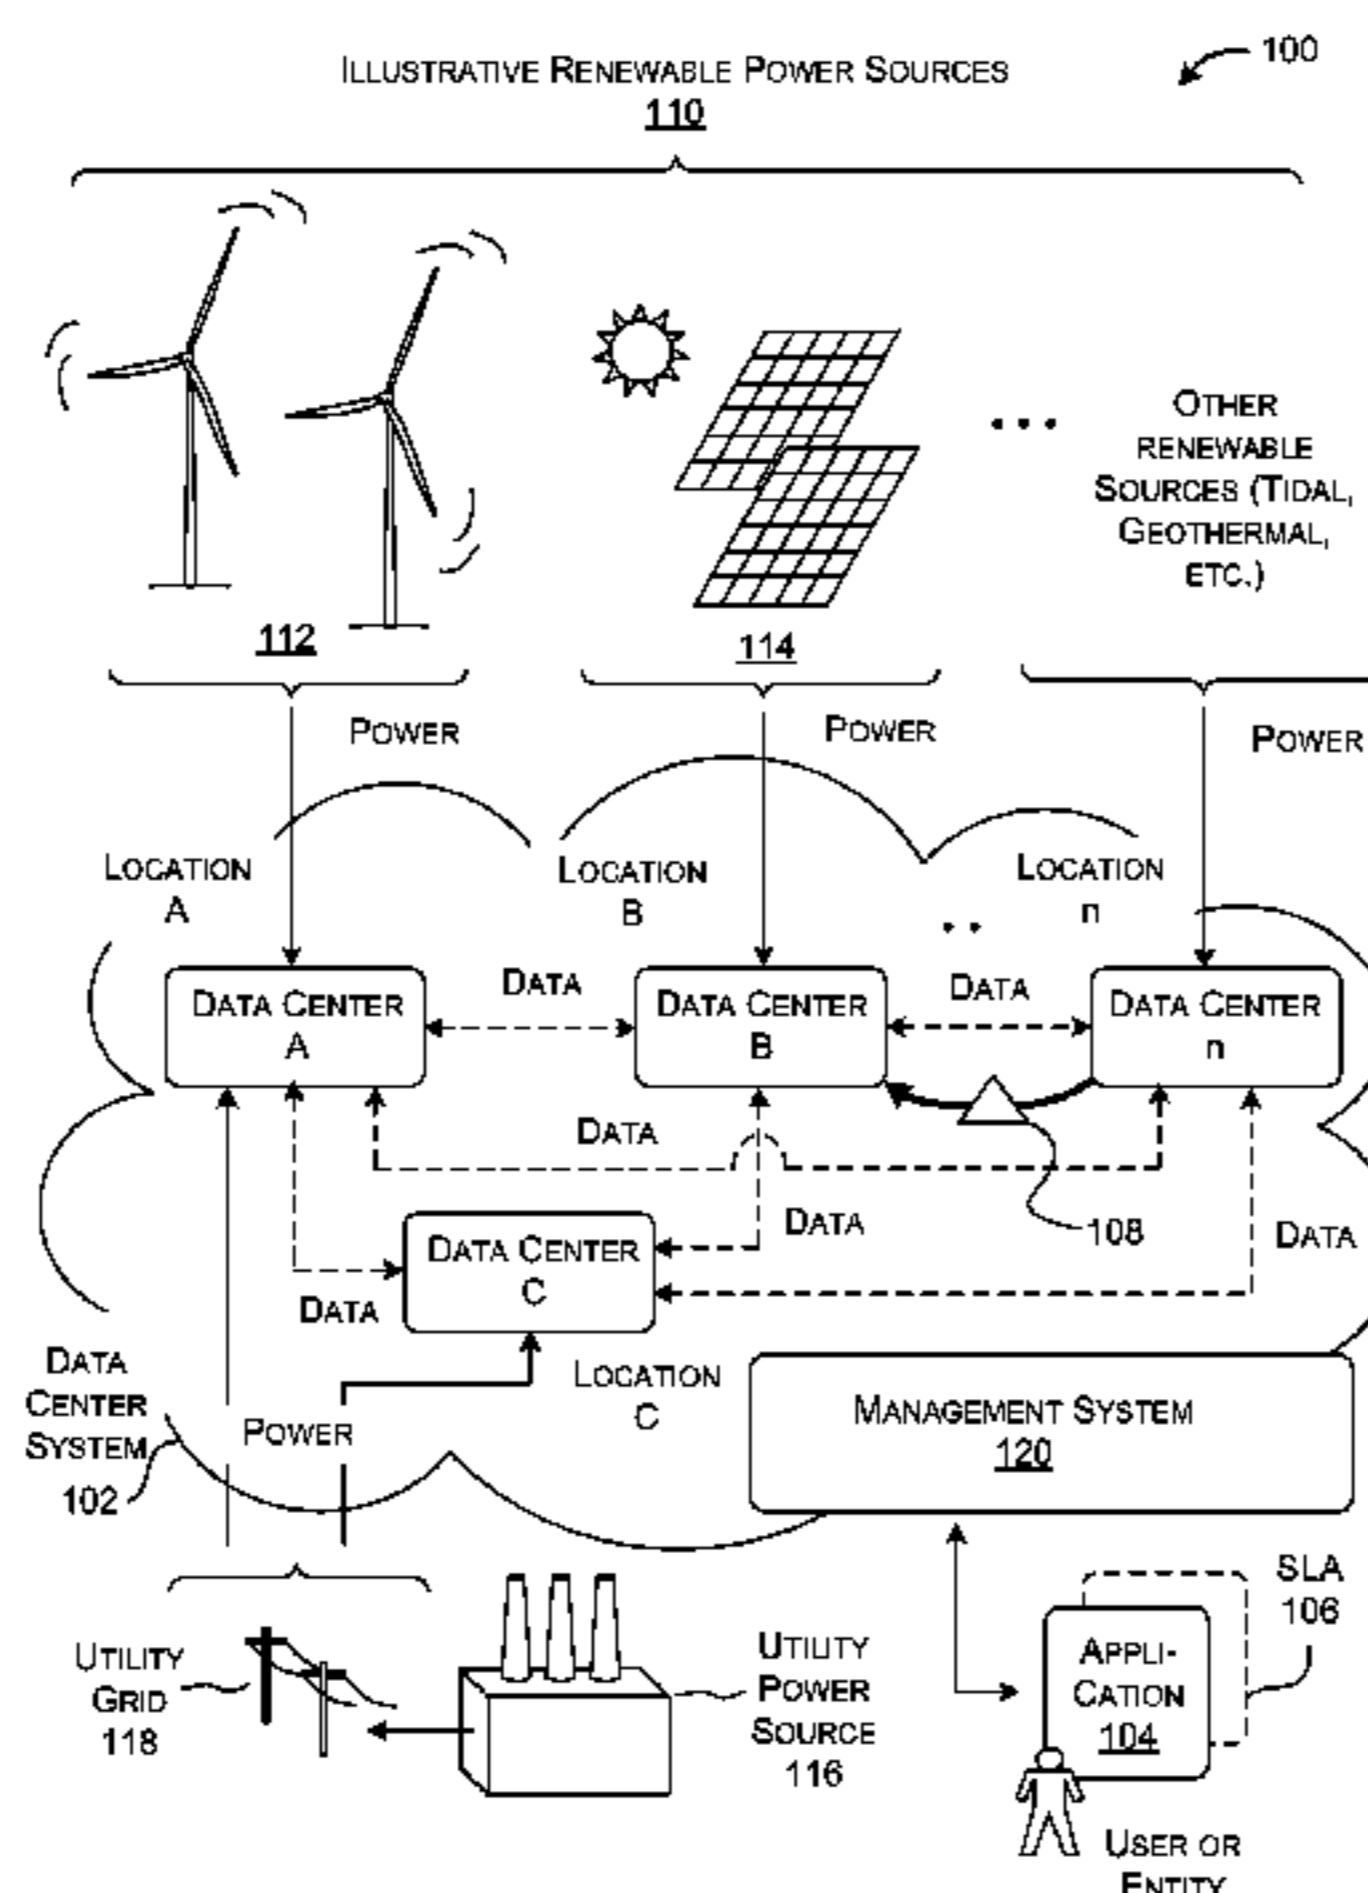 100
ILLUSTRATIVE RENEWABLE POWER SOURCES
110
OTHER
RENEWABLE
SOURCES (TIDAL,
GEOTHERMAL,
ETC.)
112
114
POWER
POWER
POWER
LOCATION
A
LOCATION
B
LOCATION
n
DATA CENTER
A
DATA
DATA CENTER
B
DATA
DATA CENTER
n
DATA
108
DATA
DATA
DATA CENTER
C
DATA
LOCATION
C
DATA
CENTER
SYSTEM
102
POWER
MANAGEMENT SYSTEM
120
UTILITY
GRID
118
UTILITY
POWER
SOURCE
116
SLA
106
APPLI-
CATION
104
USER OR
ENTITY